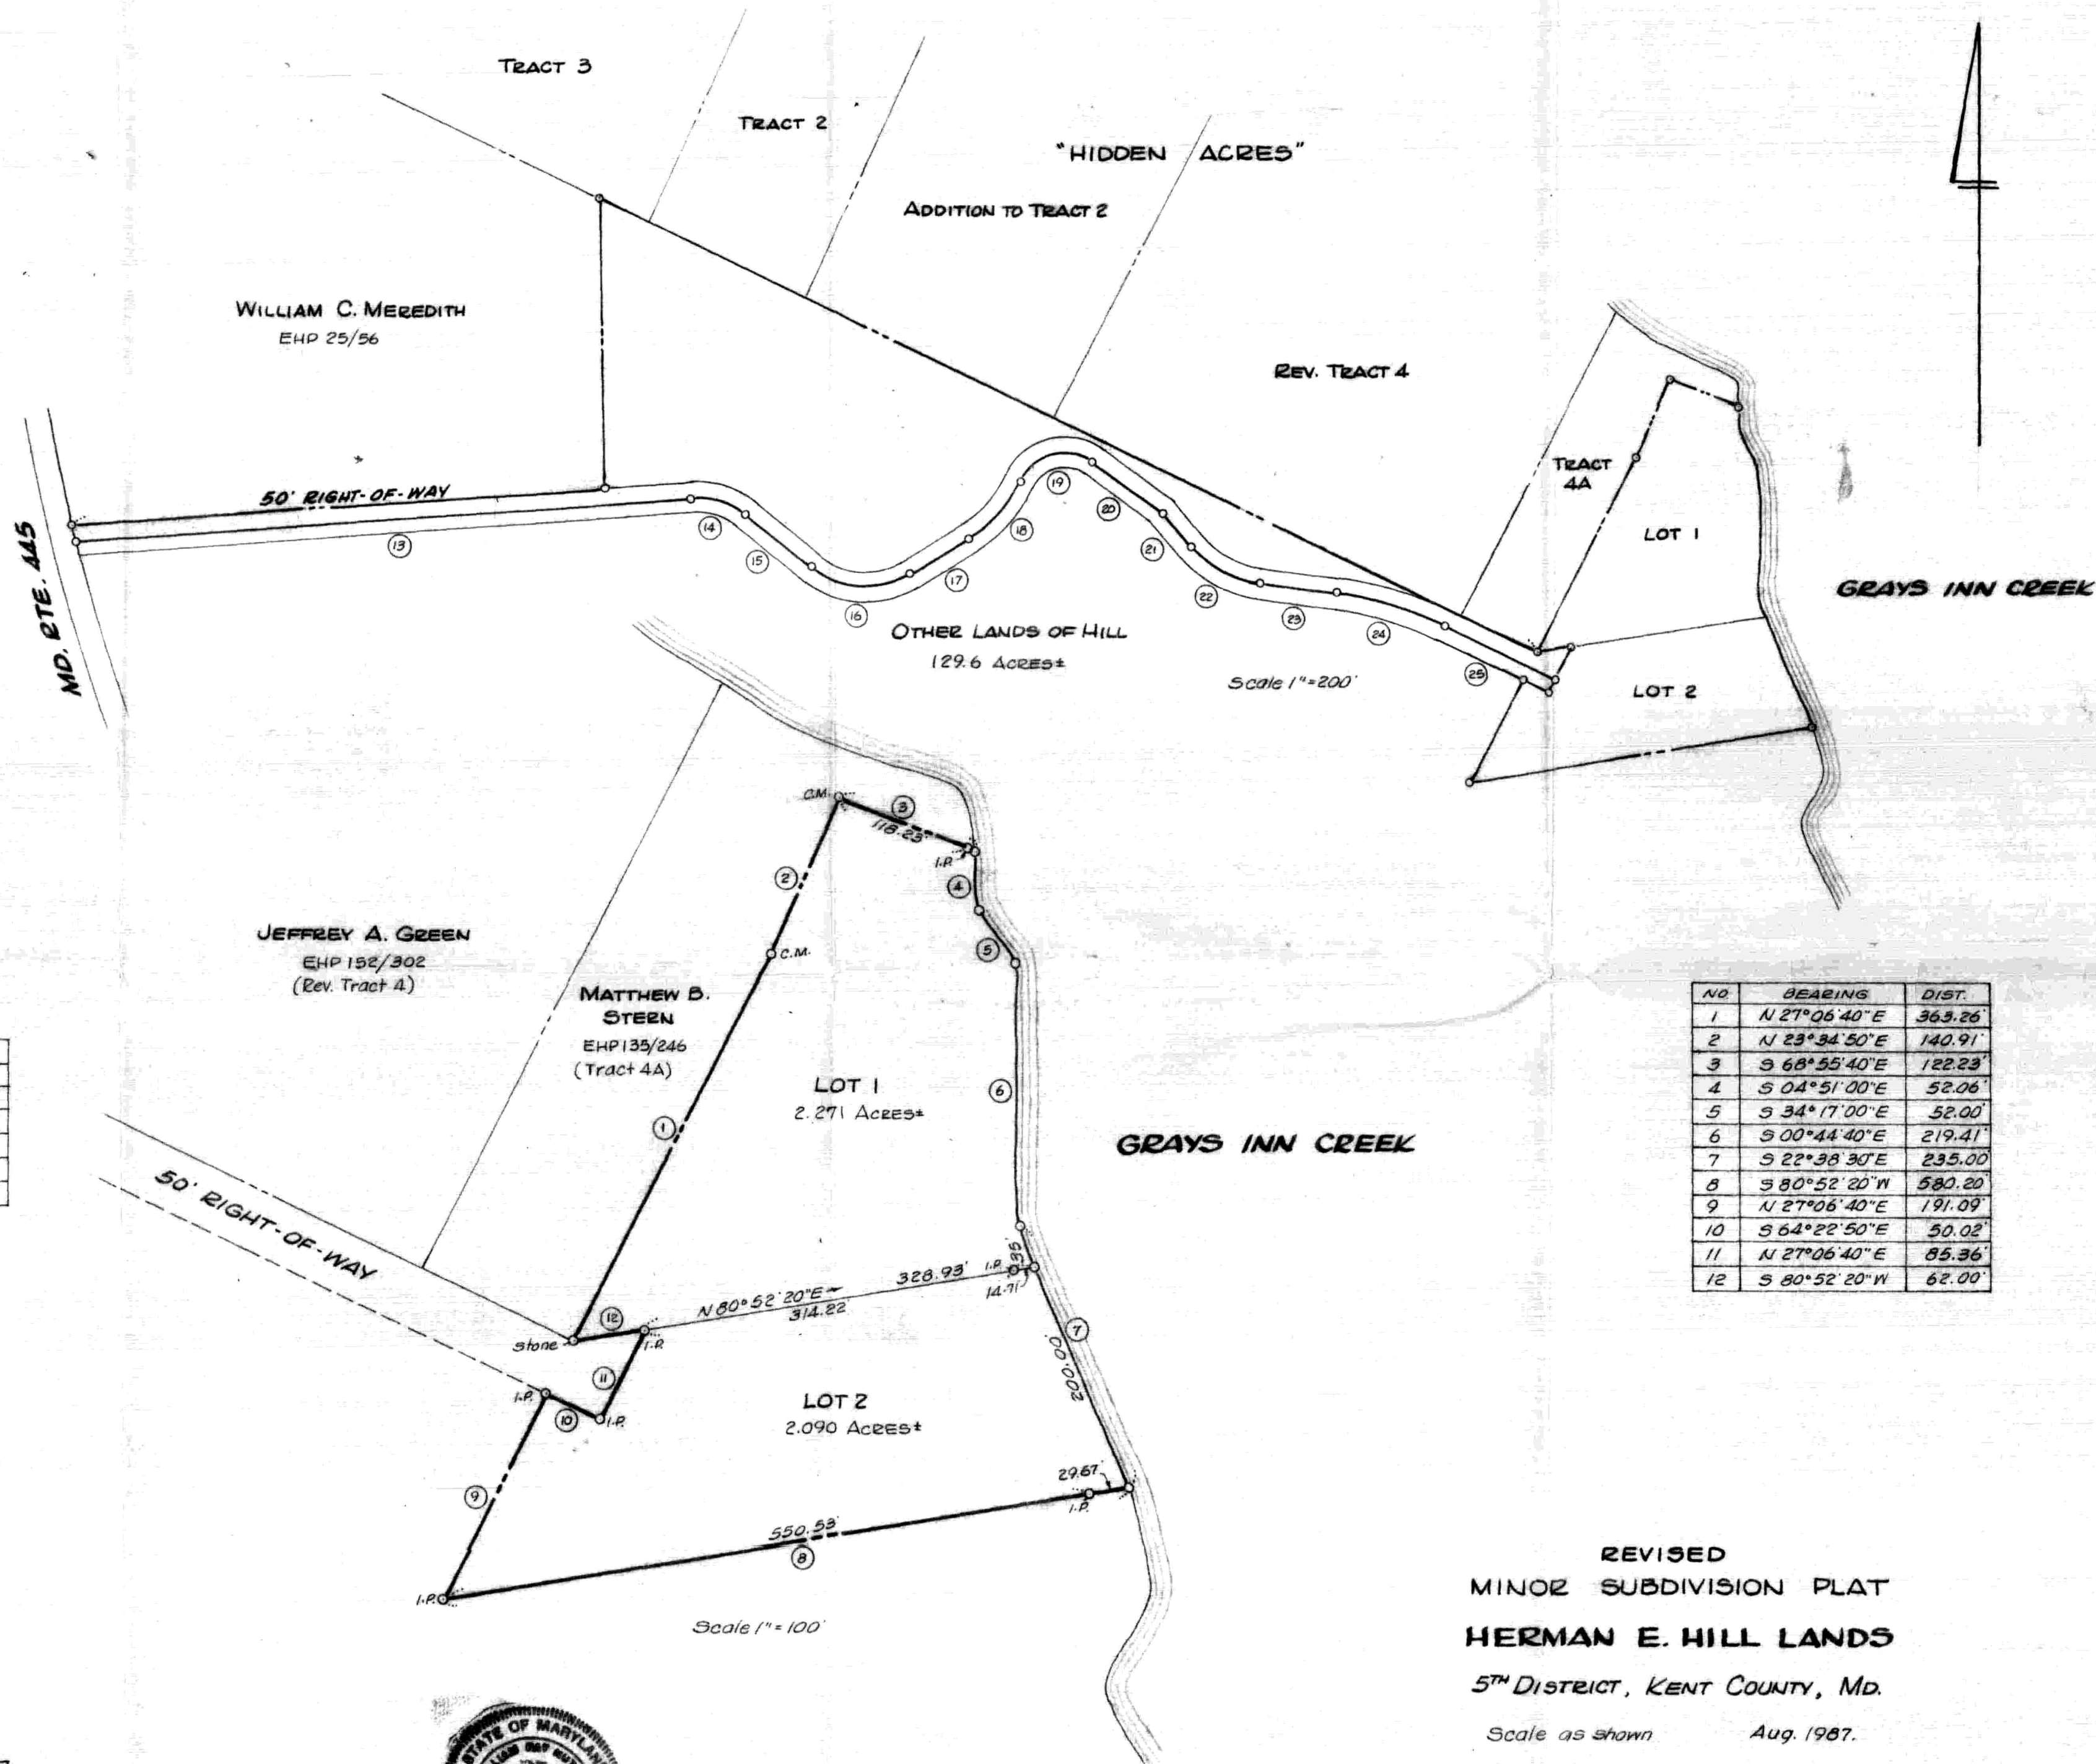 TRACT 3
TRACT 2
"HIDDEN ACRES"
ADDITION TO TRACT 2
WILLIAM C. MEREDITH
EHP 25/56
REV. TRACT 4
TRACT
4A
LOT 1
50' RIGHT-OF-WAY
MD. RTE. 445
13
14
15
16
17
18
19
20
21
22
23
24
25
GRAYS INN CREEK
OTHER LANDS OF HILL
129.6 ACRES±
Scale 1"=200'
LOT 2
C.M.
3
118.23'
I.P.
4
2
C.M.
5
JEFFREY A. GREEN
EHP 152/302
(Rev. Tract 4)
MATTHEW B.
STERN
EHP 135/246
(Tract 4A)
LOT 1
2.271 ACRES±
6
1
GRAYS INN CREEK
50' RIGHT-OF-WAY
N 80°52'20"E
328.93'
314.22'
I.P.
35'
14.71'
12
Stone
I.P.
7
200.00'
11
I.P.
10
I.P.
LOT 2
2.090 ACRES±
9
29.67'
I.P.
550.53'
8
I.P.
Scale 1"=100'
NO. BEARING DIST.
1 N 27°06'40"E 363.26'
2 N 23°34'50"E 140.91'
3 S 68°55'40"E 122.23'
4 S 04°51'00"E 52.06'
5 S 34°17'00"E 52.00'
6 S 00°44'40"E 219.41'
7 S 22°38'30"E 235.00'
8 S 80°52'20"W 580.20'
9 N 27°06'40"E 191.09'
10 S 64°22'50"E 50.02'
11 N 27°06'40"E 85.36'
12 S 80°52'20"W 62.00'
REVISED
MINOR SUBDIVISION PLAT
HERMAN E. HILL LANDS
5TH DISTRICT, KENT COUNTY, MD.
Scale as shown Aug. 1987.
STATE OF MARYLAND